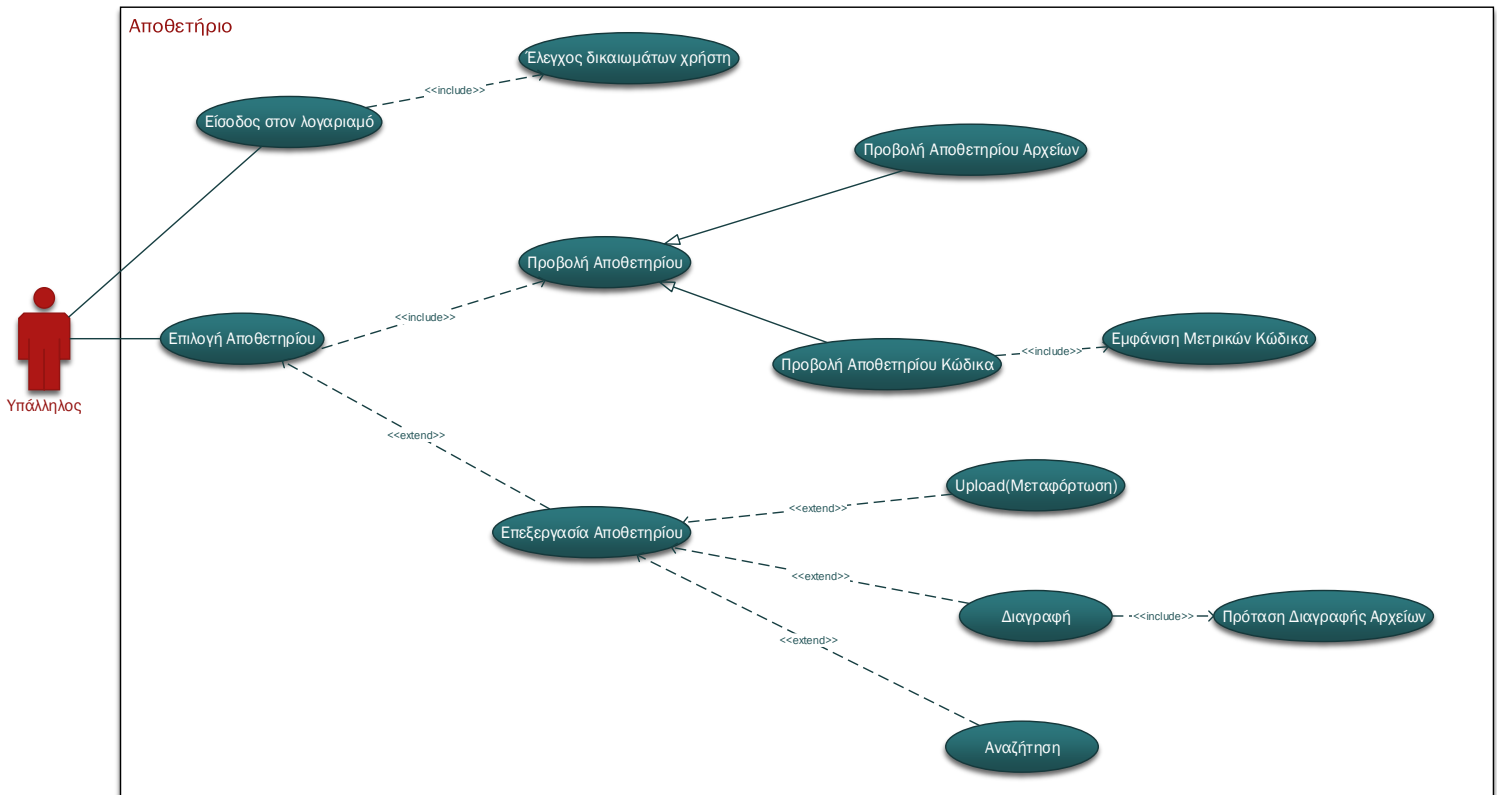 Αποθετήριο
Έλεγχος δικαιωμάτων χρήστη
<<include>>
Είσοδος στον λογαριαμό
Προβολή Αποθετηρίου Αρχείων
Προβολή Αποθετηρίου
<<include>>
Επιλογή Αποθετηρίου
Εμφάνιση Μετρικών Κώδικα
<<include>>
Προβολή Αποθετηρίου Κώδικα
Υπάλληλος
<<extend>>
Upload(Μεταφόρτωση)
<<extend>>
Επεξεργασία Αποθετηρίου
<<extend>>
Διαγραφή
<<include>>
Πρόταση Διαγραφής Αρχείων
<<extend>>
Αναζήτηση